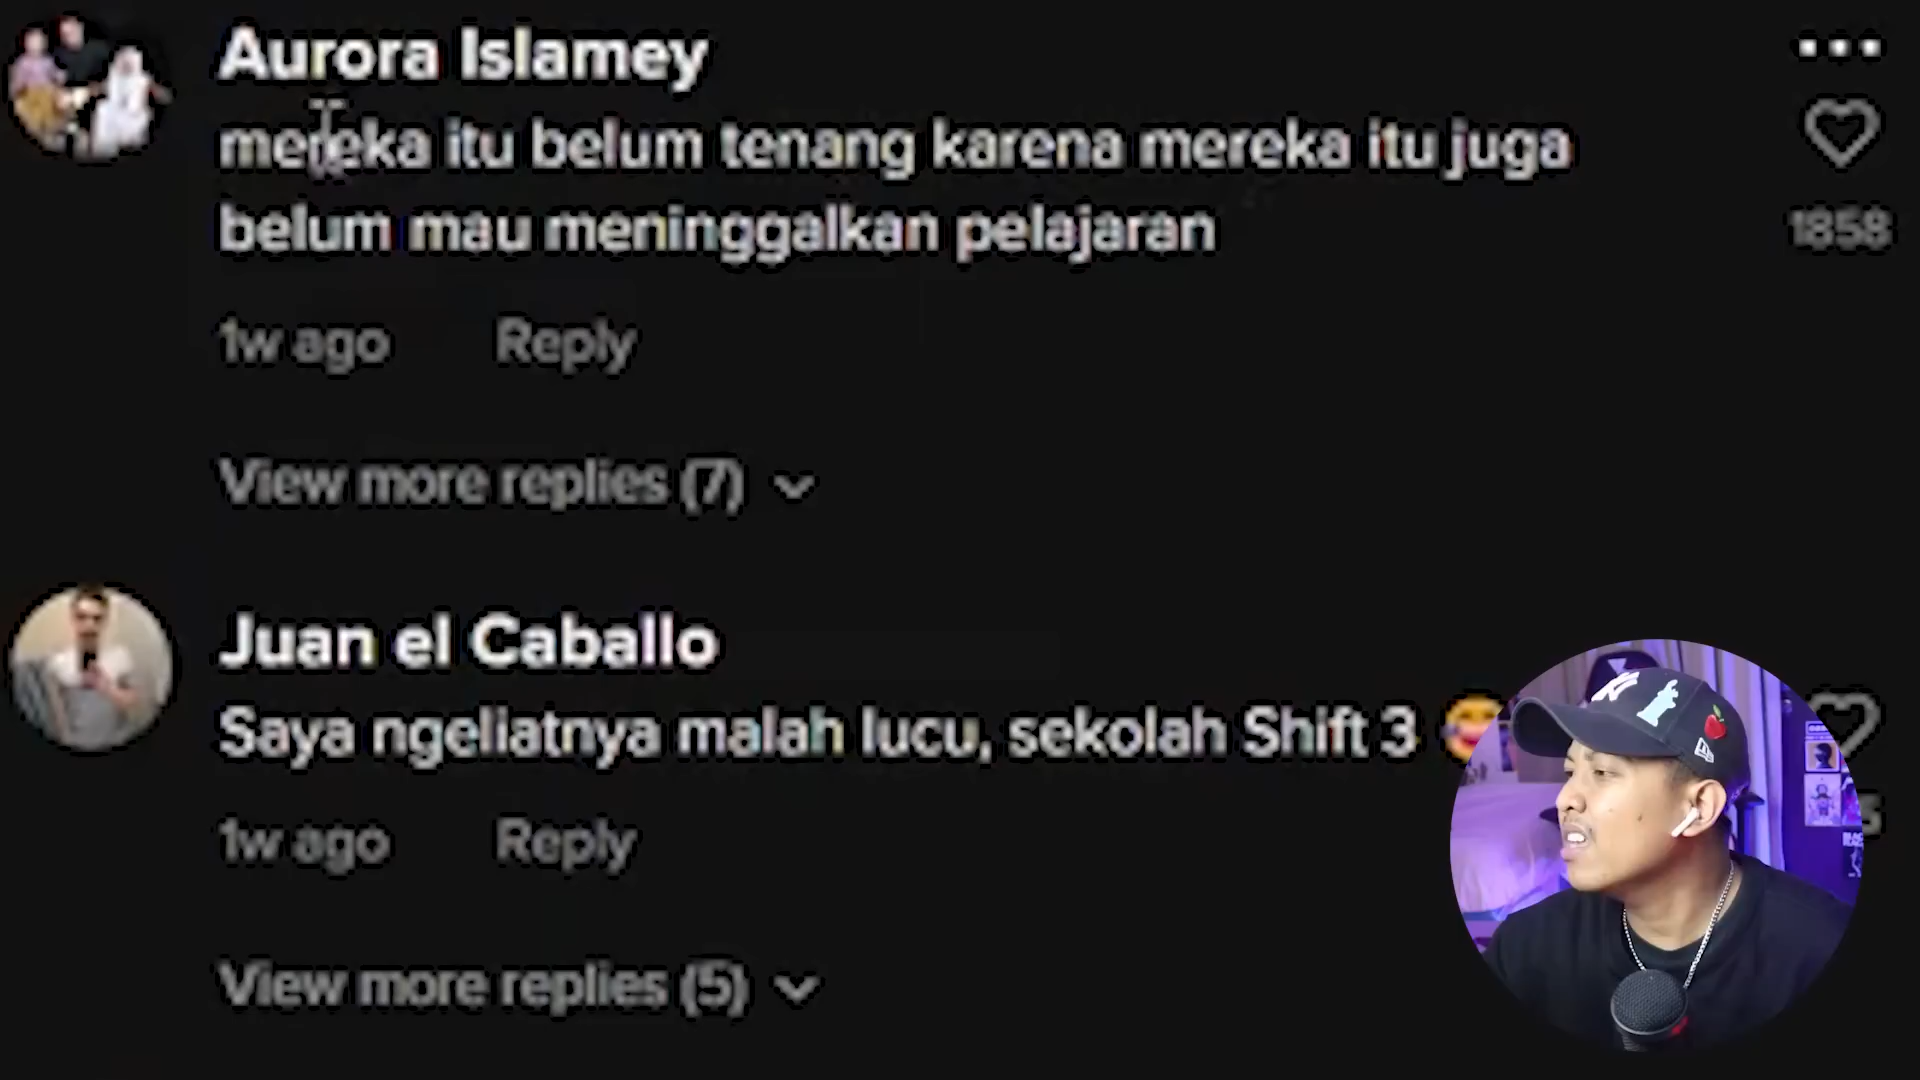 Aurora Islamey
mereka itu belum tenang karena mereka itu juga
belum mau meninggalkan pelajaran
1858
1w ago Reply
View more replies (7)
Juan el Caballo
Saya ngeliatnya malah lucu, sekolah Shift 3 😂
1w ago Reply
View more replies (5)